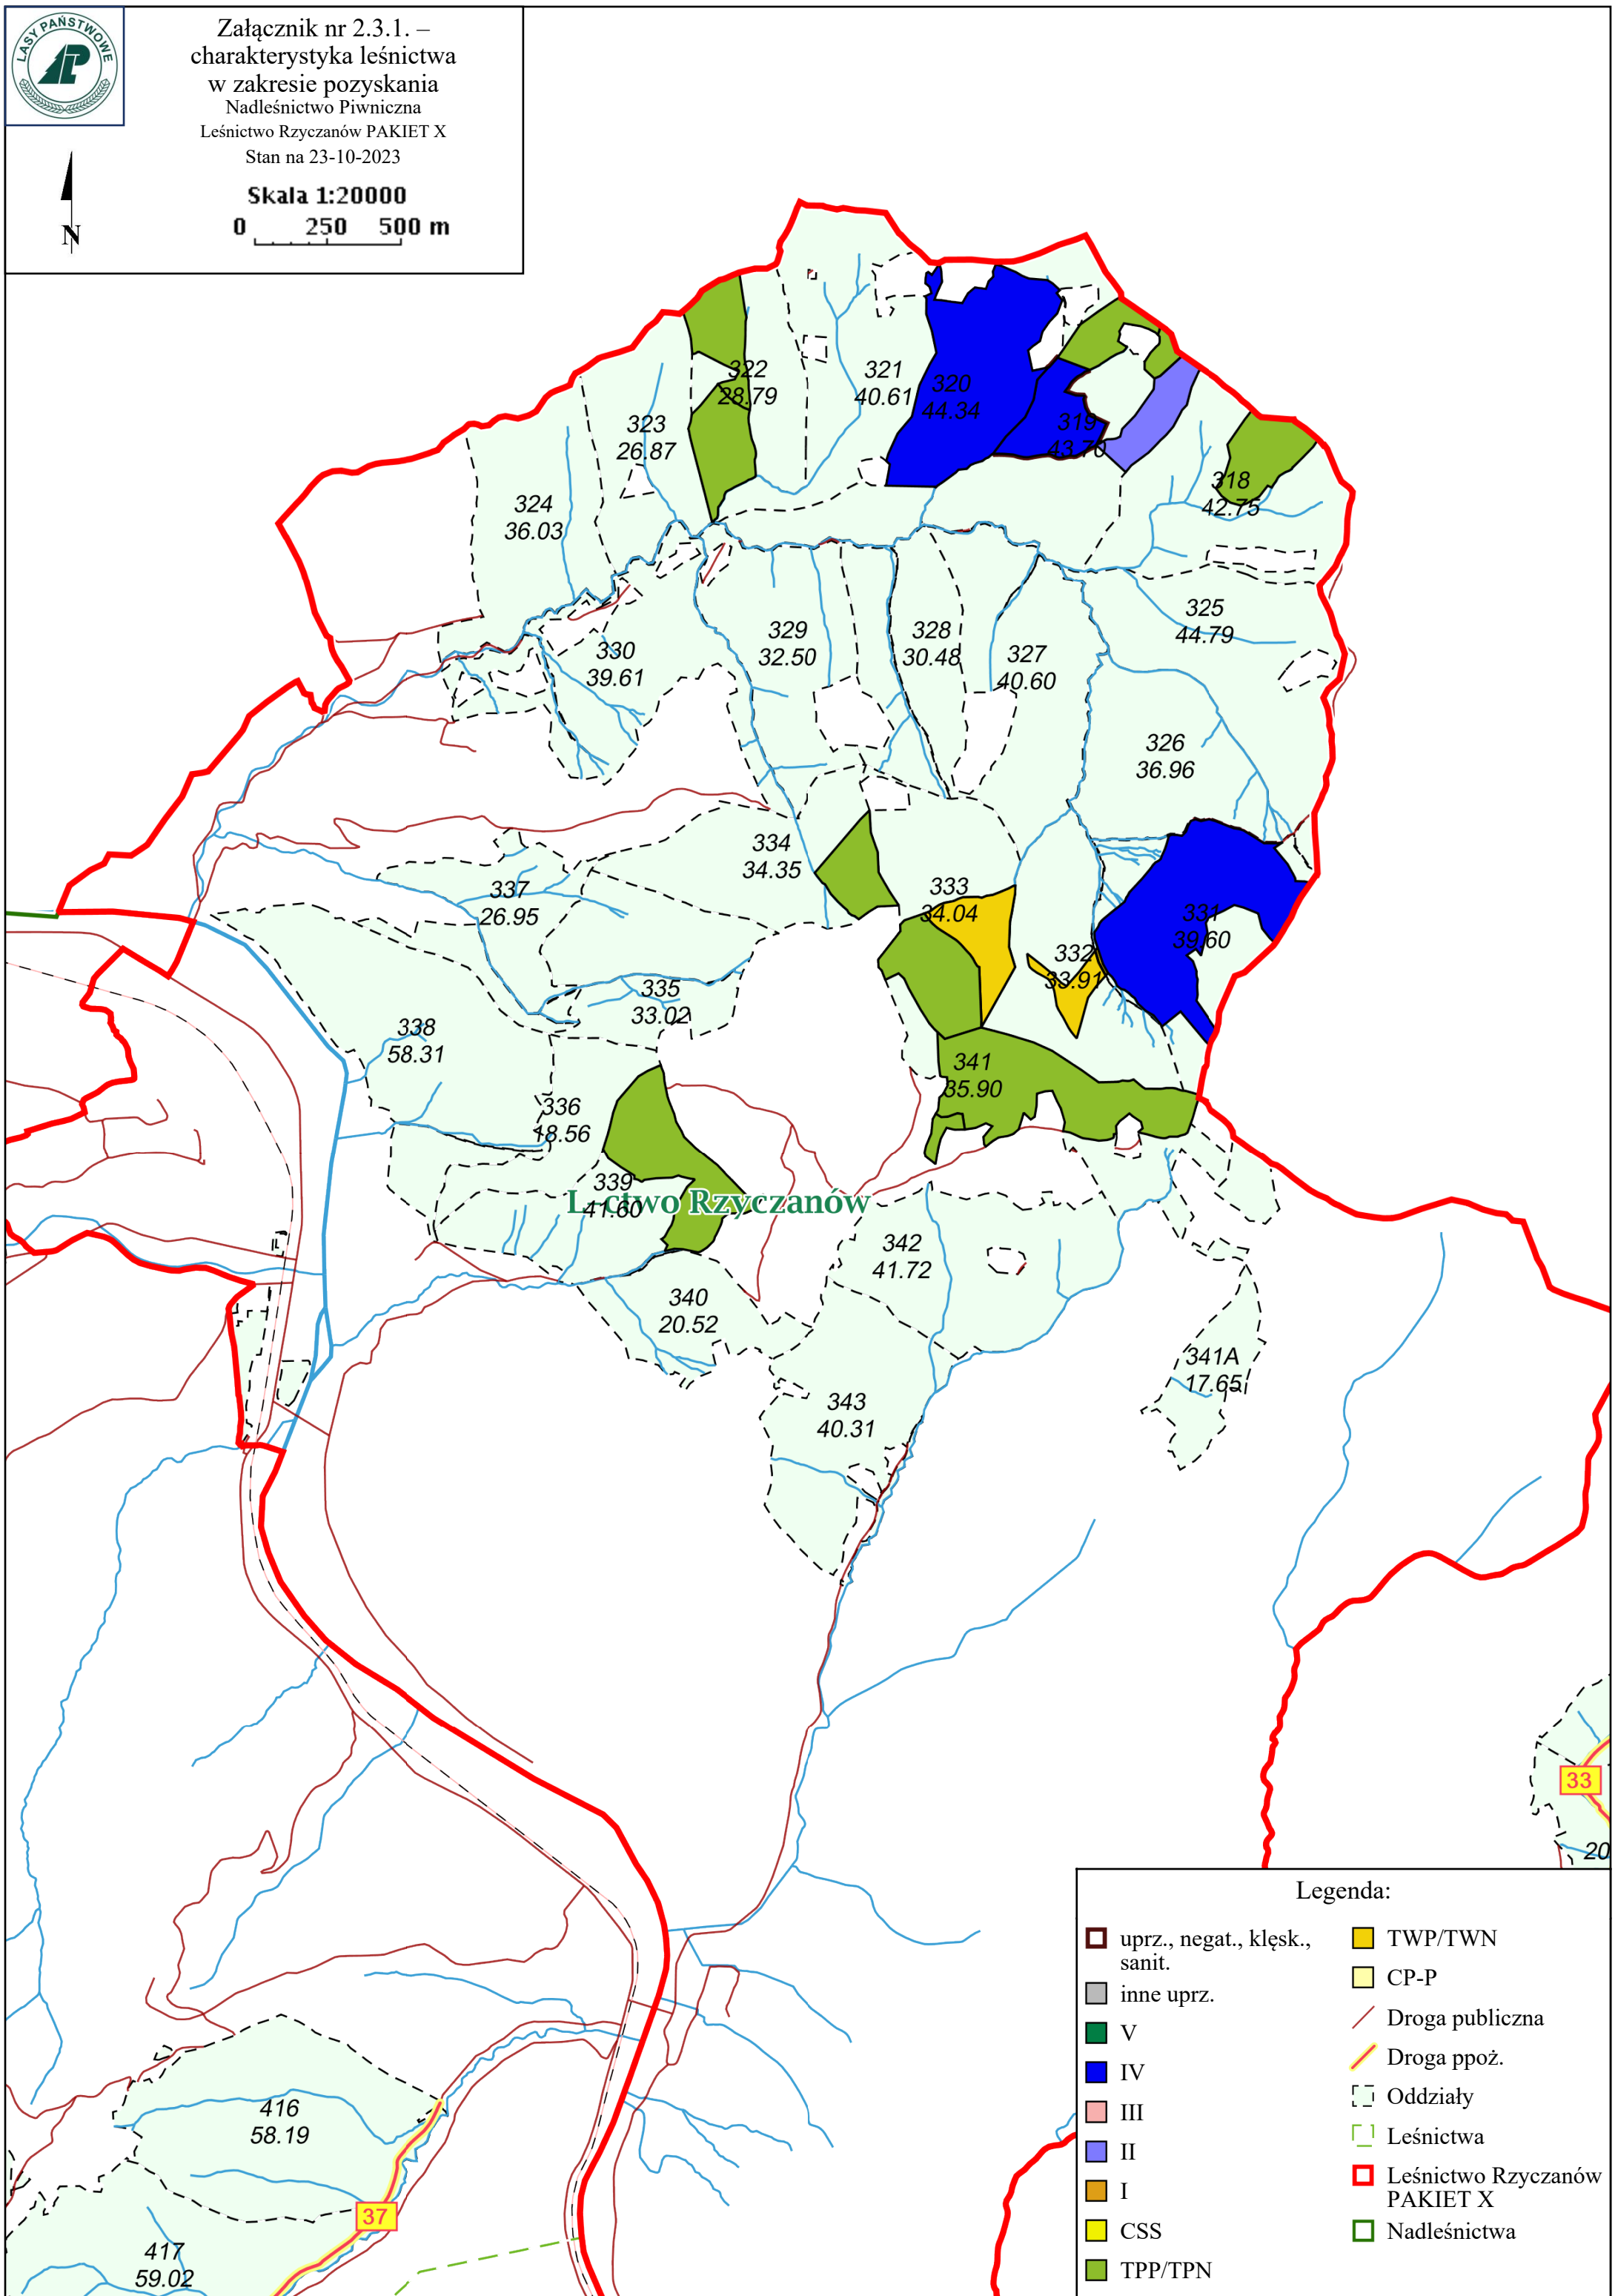 LASY PAŃSTWOWE
Załącznik nr 2.3.1. –
charakterystyka leśnictwa
w zakresie pozyskania
Nadleśnictwo Piwniczna
Leśnictwo Rzyczanów PAKIET X
Stan na 23-10-2023
Skala 1:20000
0 250 500 m
N
322
28.79
321
40.61
320
44.34
319
43.70
323
26.87
318
42.75
324
36.03
325
44.79
329
32.50
328
30.48
327
40.60
330
39.61
326
36.96
334
34.35
333
34.04
337
26.95
331
39.60
332
33.91
335
33.02
338
58.31
341
35.90
336
18.56
339
41.60
L-ctwo Rzyczanów
342
41.72
340
20.52
341A
17.65
343
40.31
33
20
416
58.19
37
417
59.02
Legenda:
uprz., negat., klęsk.,
sanit.
inne uprz.
V
IV
III
II
I
CSS
TPP/TPN
TWP/TWN
CP-P
Droga publiczna
Droga ppoż.
Oddziały
Leśnictwa
Leśnictwo Rzyczanów
PAKIET X
Nadleśnictwa